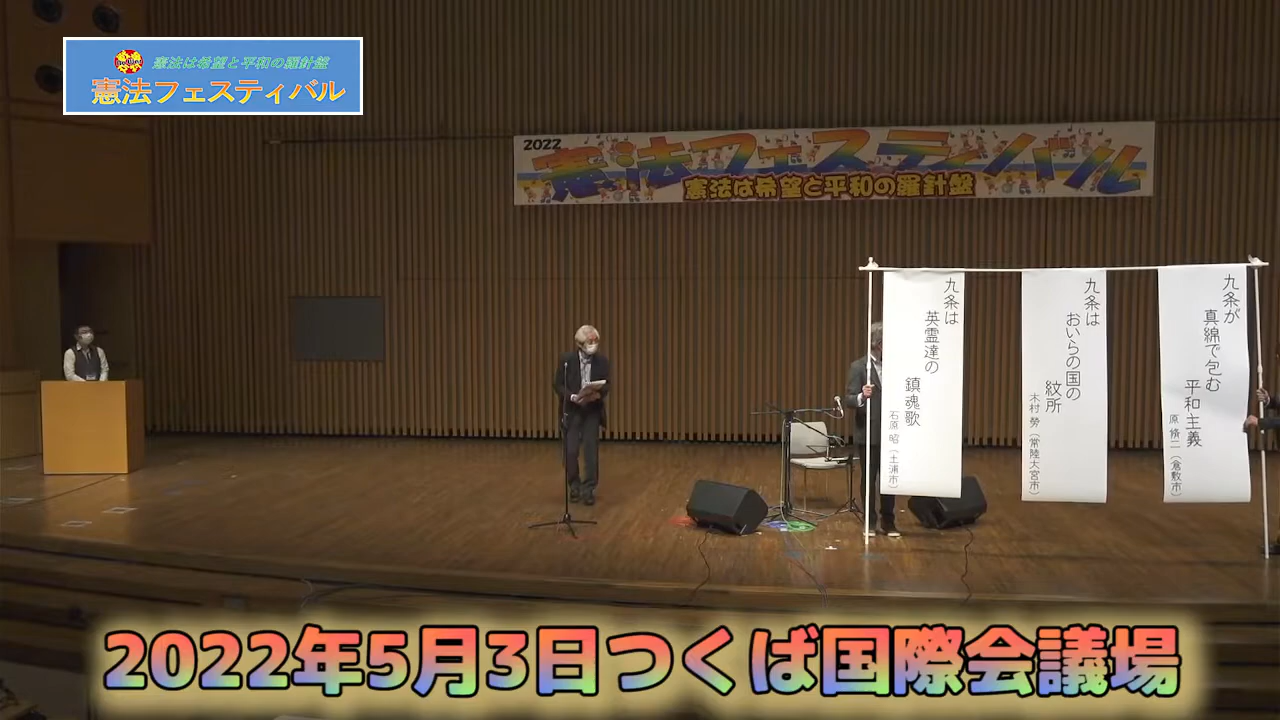 憲法は希望と平和の羅針盤
憲法フェスティバル
2022
憲法フェスティバル
憲法は希望と平和の羅針盤
九条が
真綿で包む
平和主義
原 脩二(倉敷市)
九条は
おいらの国の
紋所
木村 勞(常陸大宮市)
九条は
英霊達の
鎮魂歌
石原 昭(土浦市)
2022年5月3日つくば国際会議場